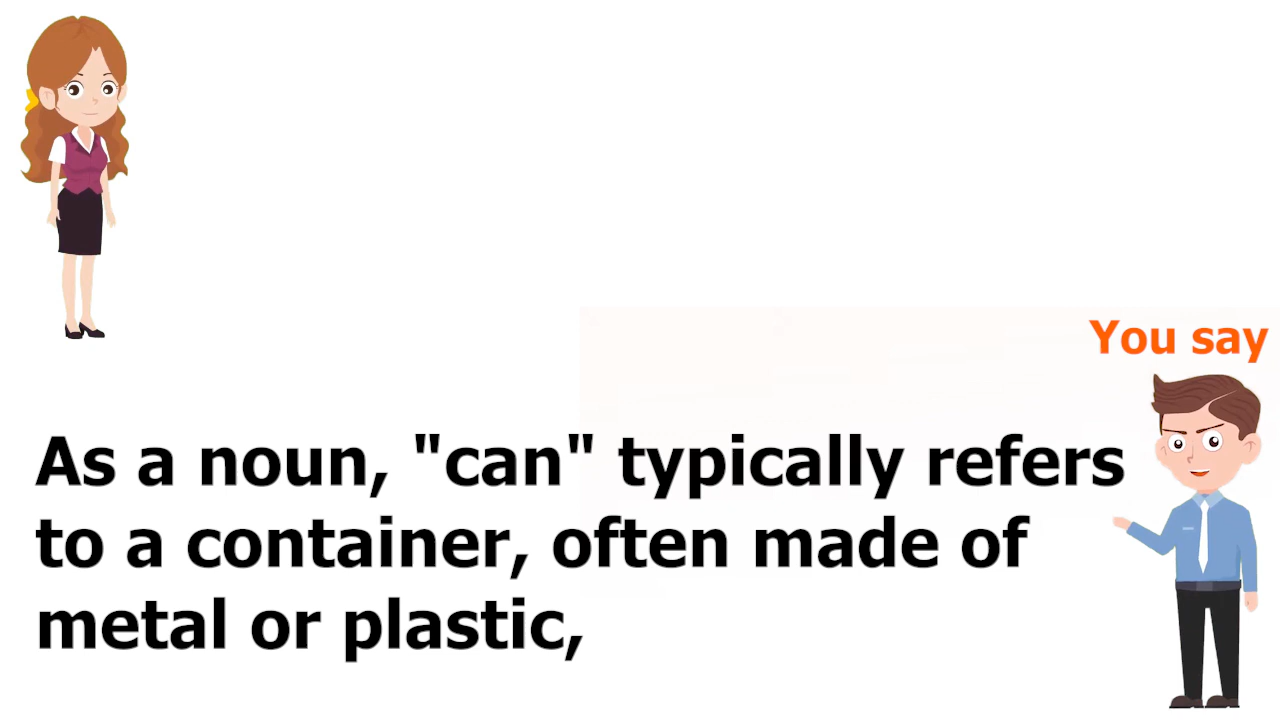 You say
As a noun, "can" typically refers
to a container, often made of
metal or plastic,